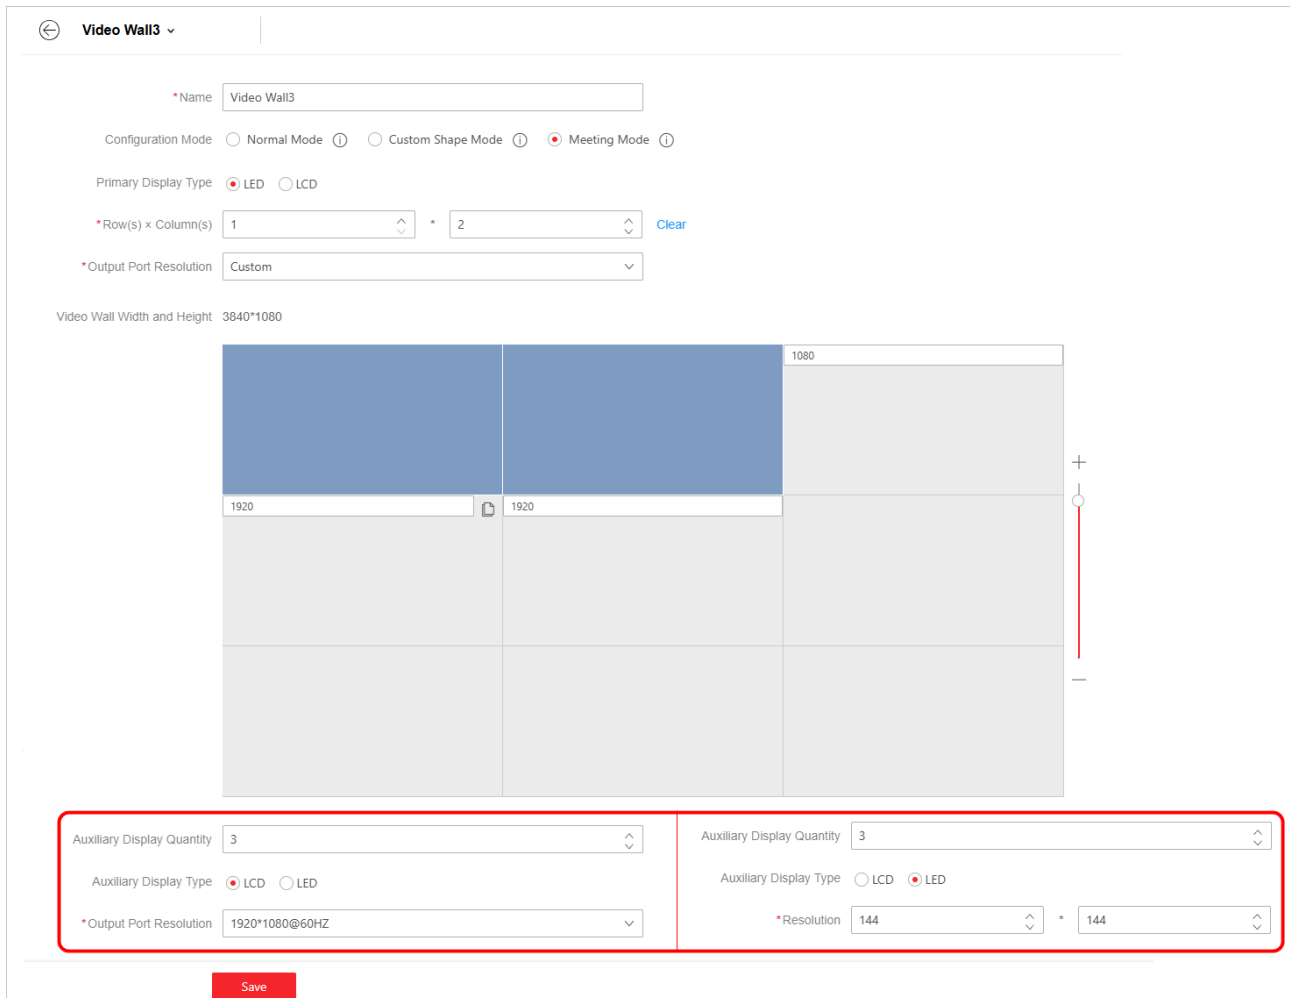 Video Wall3
*Name Video Wall3
Configuration Mode Normal Mode Custom Shape Mode Meeting Mode
Primary Display Type LED LCD
*Row(s) × Column(s) 1 * 2 Clear
*Output Port Resolution Custom
Video Wall Width and Height 3840*1080
1080
1920 1920
Auxiliary Display Quantity 3
Auxiliary Display Type LCD LED
*Output Port Resolution 1920*1080@60HZ
Auxiliary Display Quantity 3
Auxiliary Display Type LCD LED
*Resolution 144 * 144
Save